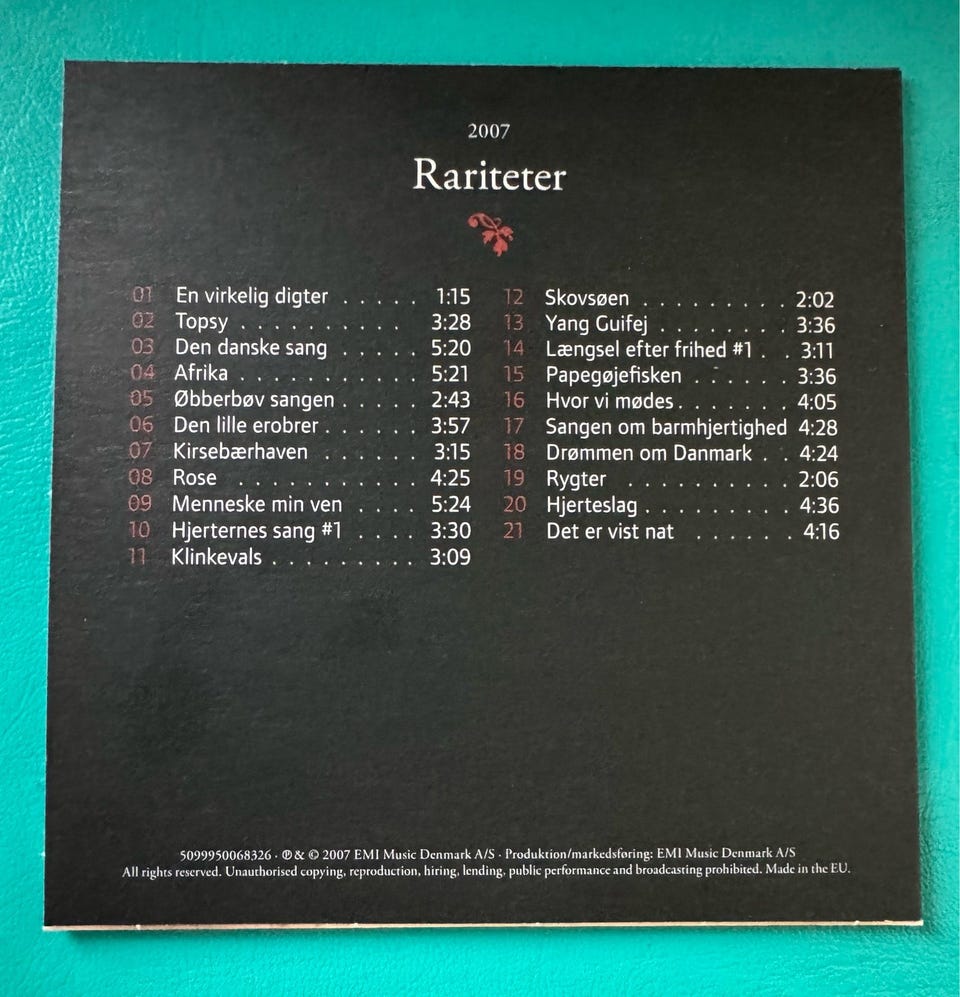 2007
Rariteter
01 En virkelig digter . . . . . 1:15
02 Topsy . . . . . . . . . . 3:28
03 Den danske sang . . . . . 5:20
04 Afrika . . . . . . . . . . . 5:21
05 Øbberbøv sangen . . . . . 2:43
06 Den lille erobrer . . . . . . 3:57
07 Kirsebærhaven . . . . . . 3:15
08 Rose . . . . . . . . . . . 4:25
09 Menneske min ven . . . . 5:24
10 Hjerternes sang #1 . . . . 3:30
11 Klinkevals . . . . . . . . . 3:09
12 Skovsøen . . . . . . . . . 2:02
13 Yang Guifej . . . . . . . . 3:36
14 Længsel efter frihed #1 . . 3:11
15 Papegøjefisken . . . . . . 3:36
16 Hvor vi mødes . . . . . . . 4:05
17 Sangen om barmhjertighed 4:28
18 Drømmen om Danmark . . 4:24
19 Rygter . . . . . . . . . . 2:06
20 Hjerteslag . . . . . . . . . 4:36
21 Det er vist nat . . . . . . 4:16
5099950068326 · ℗ & © 2007 EMI Music Denmark A/S · Produktion/markedsføring: EMI Music Denmark A/S
All rights reserved. Unauthorised copying, reproduction, hiring, lending, public performance and broadcasting prohibited. Made in the EU.